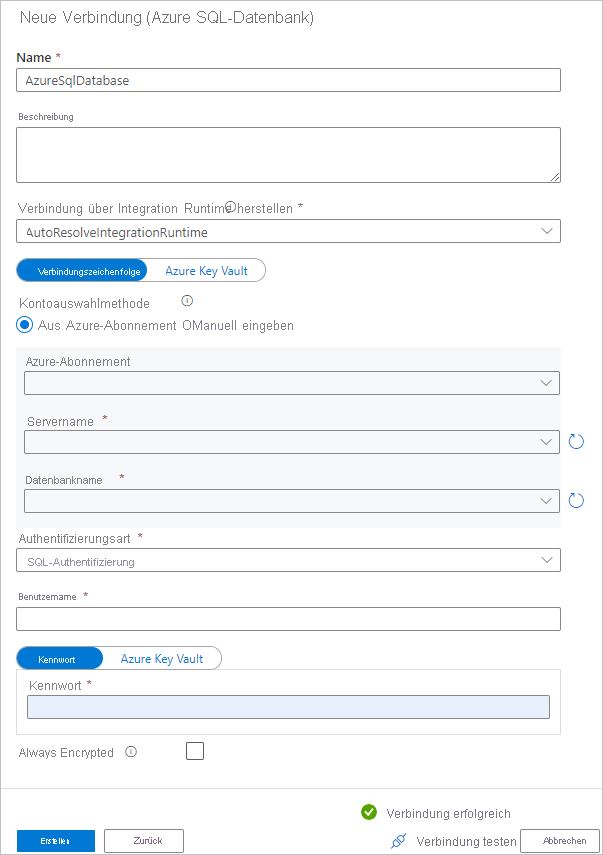 Neue Verbindung (Azure SQL-Datenbank)
Name *
AzureSqlDatabase
Beschreibung
Verbindung über Integration Runtime herstellen *
AutoResolveIntegrationRuntime
Verbindungszeichenfolge Azure Key Vault
Kontoauswahlmethode
Aus Azure-Abonnement OManuell eingeben
Azure-Abonnement
Servername *
Datenbankname *
Authentifizierungsart *
SQL-Authentifizierung
Benutzername *
Kennwort Azure Key Vault
Kennwort *
Always Encrypted
Verbindung erfolgreich
Erstellen Zurück Verbindung testen Abbrechen